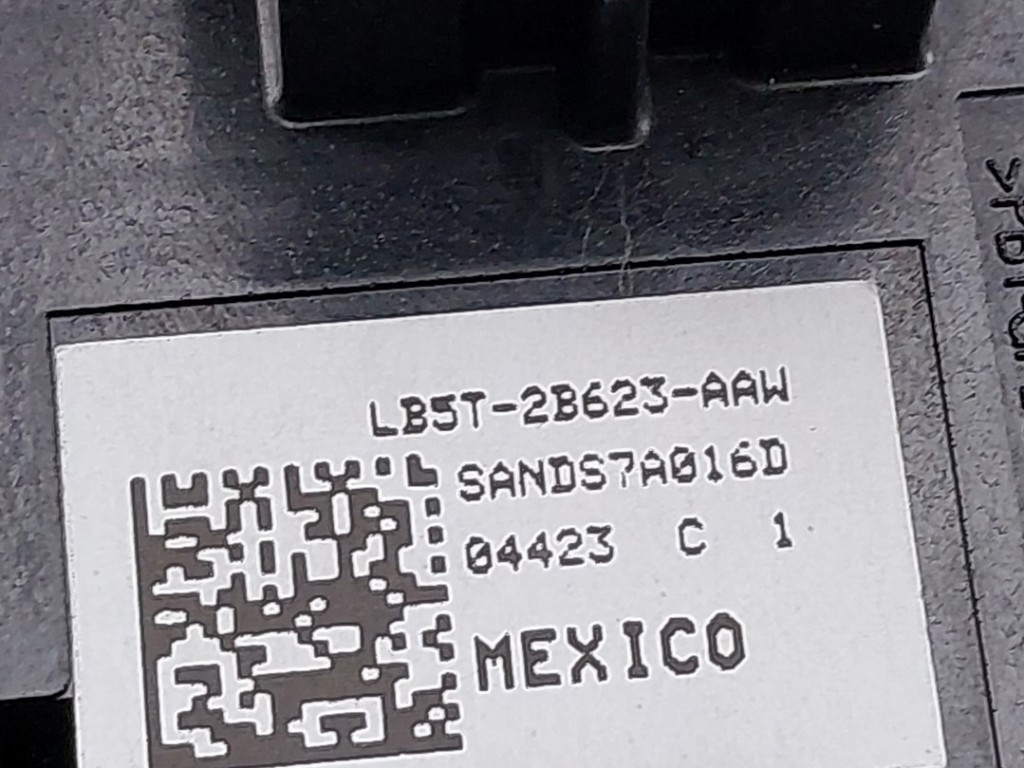 LB5T-2B623-AAW
SANDS7A016D
04423 C 1
MEXICO